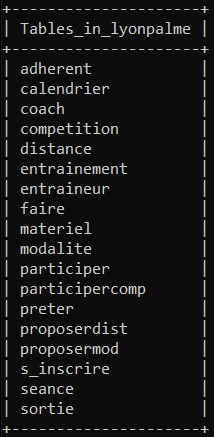 +---------------------+
| Tables_in_lyonpalme |
+---------------------+
| adherent            |
| calendrier          |
| coach               |
| competition         |
| distance            |
| entrainement        |
| entraineur          |
| faire               |
| materiel            |
| modalite            |
| participer          |
| participercomp      |
| preter              |
| proposerdist        |
| proposermod         |
| s_inscrire          |
| seance              |
| sortie              |
+---------------------+